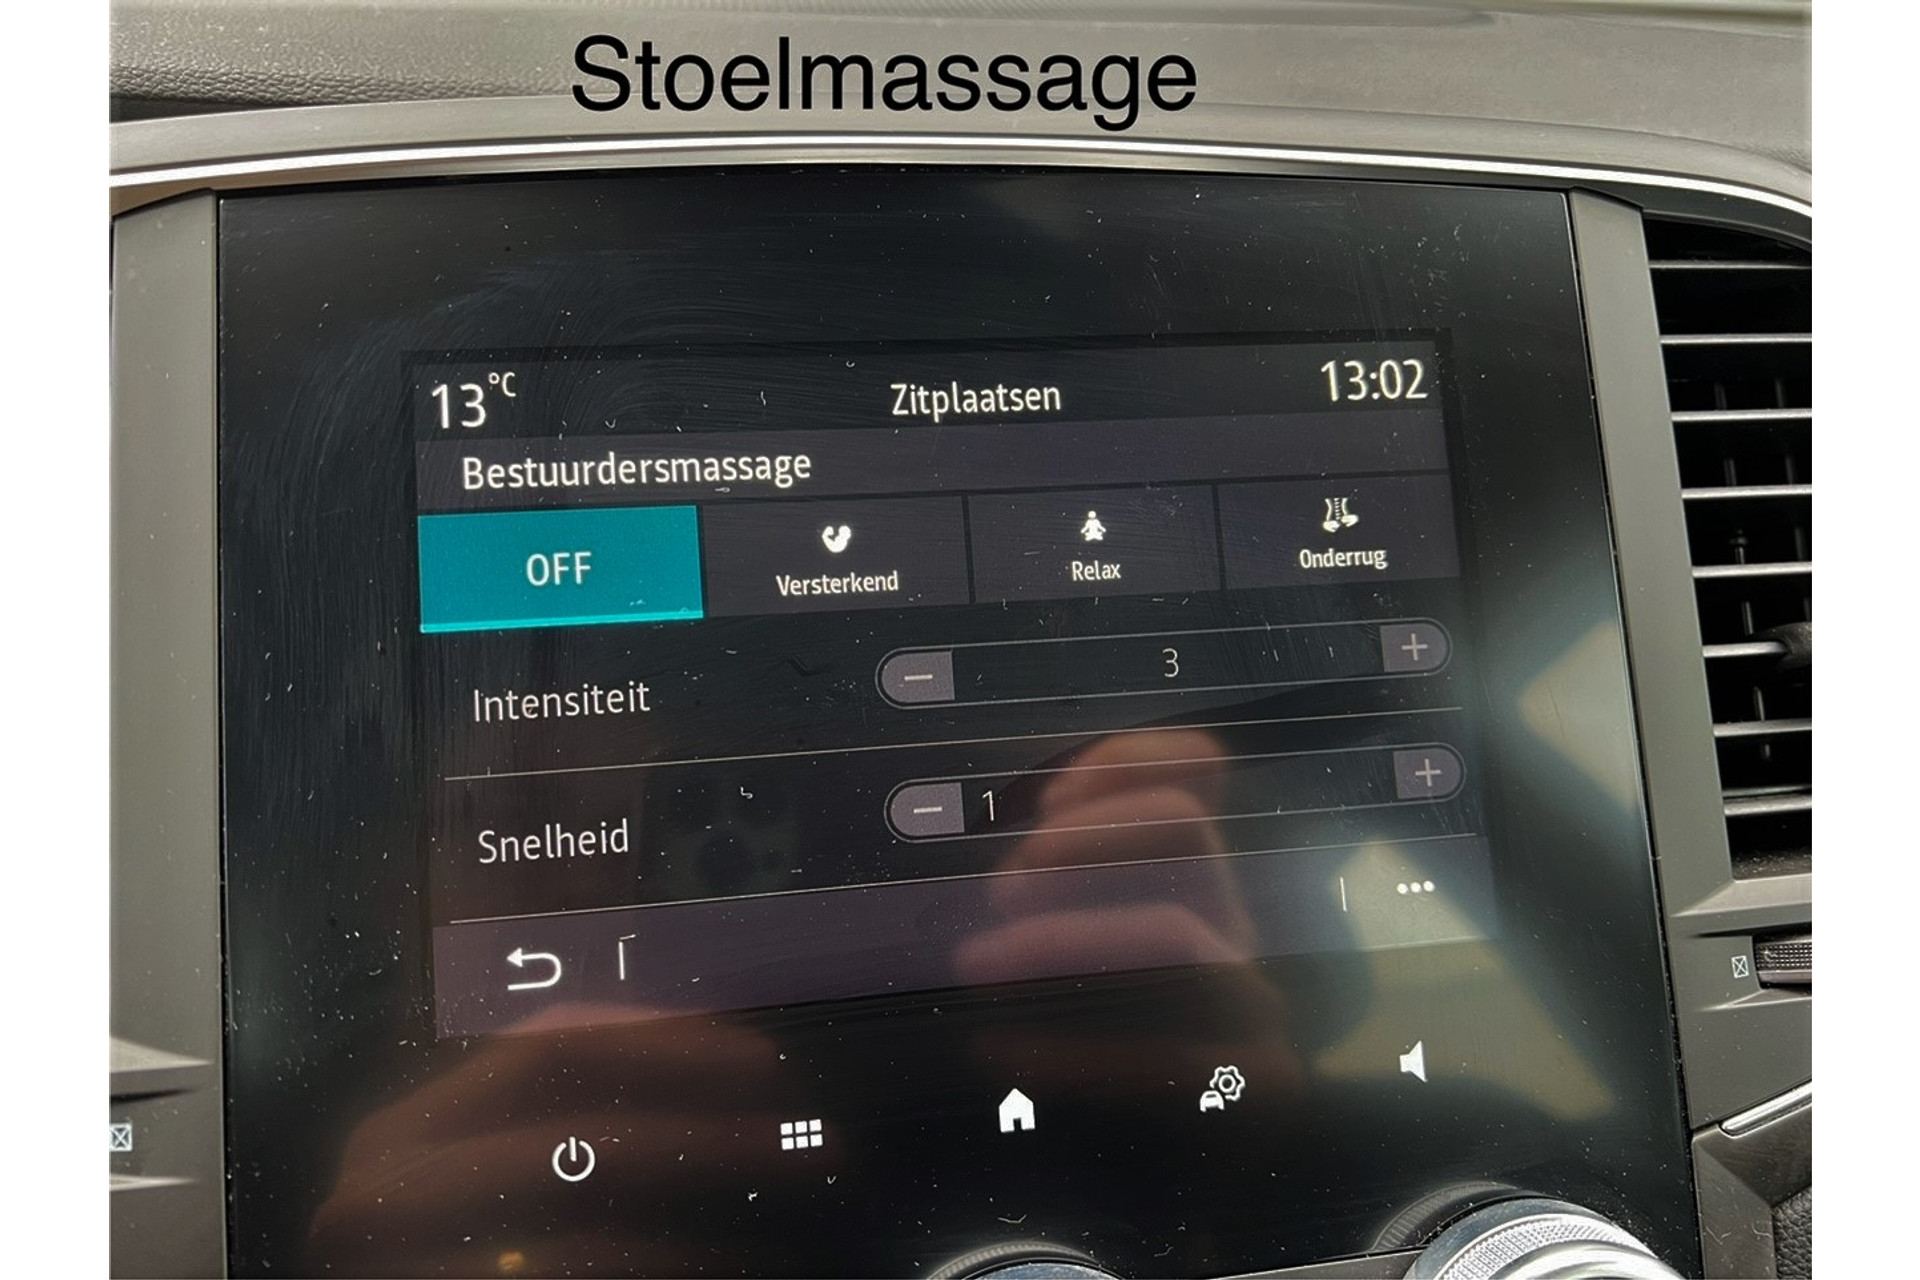 Stoelmassage
13°C Zitplaatsen 13:02
Bestuurdersmassage
OFF Versterkend Relax Onderrug
Intensiteit − 3 +
Snelheid − 1 +